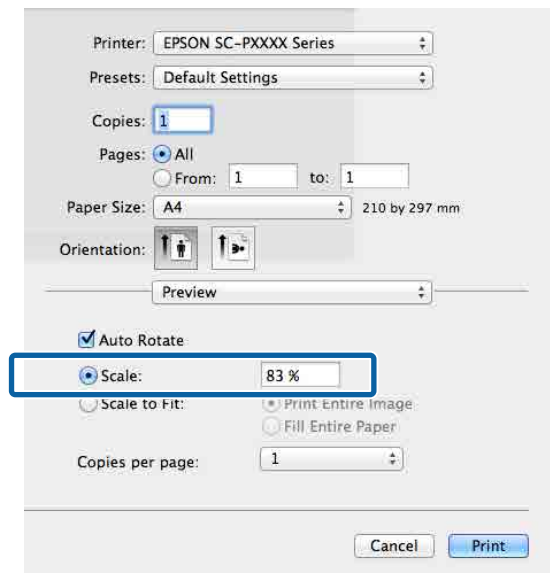 Printer: EPSON SC-PXXXX Series
Presets: Default Settings
Copies: 1
Pages: All
From: 1 to: 1
Paper Size: A4 210 by 297 mm
Orientation:
Preview
Auto Rotate
Scale: 83 %
Scale to Fit: Print Entire Image
Fill Entire Paper
Copies per page: 1
Cancel Print